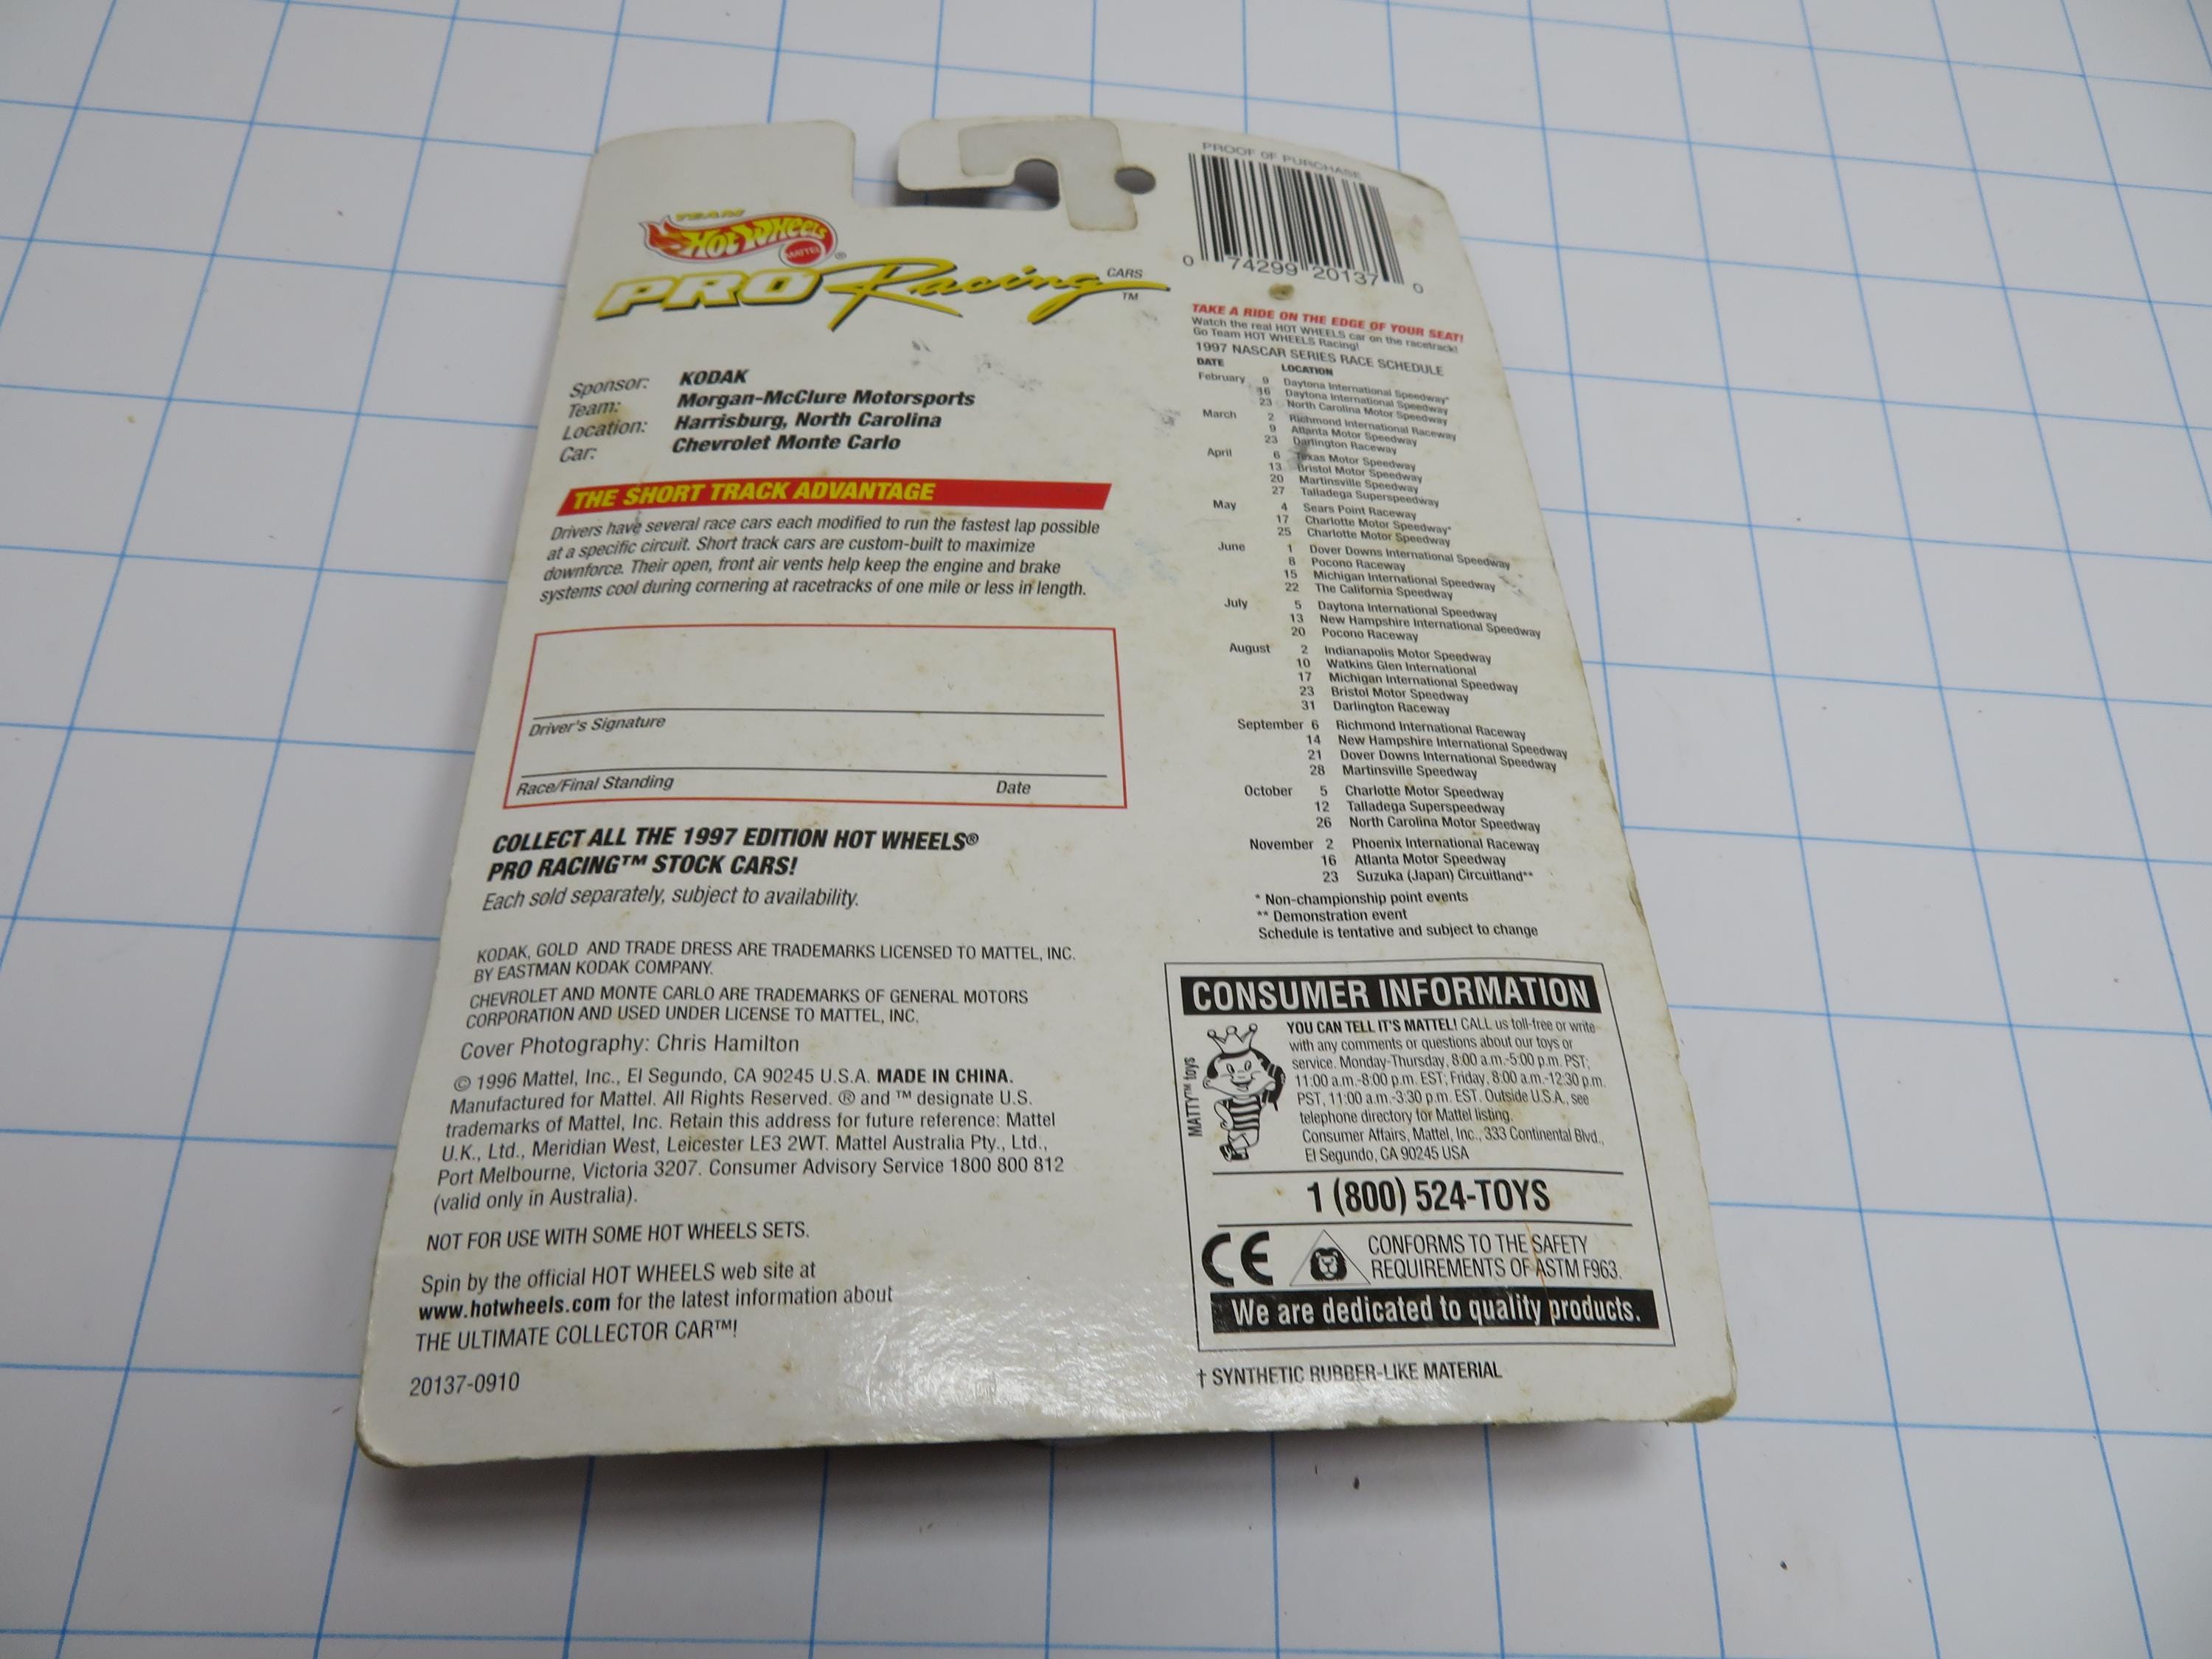 TEAM
Hot Wheels
MATTEL
®
PRO Racing CARS
TM
Sponsor: KODAK
Team: Morgan-McClure Motorsports
Location: Harrisburg, North Carolina
Car: Chevrolet Monte Carlo
THE SHORT TRACK ADVANTAGE
Drivers have several race cars each modified to run the fastest lap possible
at a specific circuit. Short track cars are custom-built to maximize
downforce. Their open, front air vents help keep the engine and brake
systems cool during cornering at racetracks of one mile or less in length.
Driver's Signature
Race/Final Standing Date
COLLECT ALL THE 1997 EDITION HOT WHEELS®
PRO RACING™ STOCK CARS!
Each sold separately, subject to availability.
KODAK, GOLD AND TRADE DRESS ARE TRADEMARKS LICENSED TO MATTEL, INC.
BY EASTMAN KODAK COMPANY.
CHEVROLET AND MONTE CARLO ARE TRADEMARKS OF GENERAL MOTORS
CORPORATION AND USED UNDER LICENSE TO MATTEL, INC.
Cover Photography: Chris Hamilton
© 1996 Mattel, Inc., El Segundo, CA 90245 U.S.A. MADE IN CHINA.
Manufactured for Mattel. All Rights Reserved. ® and ™ designate U.S.
trademarks of Mattel, Inc. Retain this address for future reference: Mattel
U.K., Ltd., Meridian West, Leicester LE3 2WT. Mattel Australia Pty., Ltd.,
Port Melbourne, Victoria 3207. Consumer Advisory Service 1800 800 812
(valid only in Australia).
NOT FOR USE WITH SOME HOT WHEELS SETS.
Spin by the official HOT WHEELS web site at
www.hotwheels.com for the latest information about
THE ULTIMATE COLLECTOR CAR™!
20137-0910
PROOF OF PURCHASE
0 74299 20137 0
TAKE A RIDE ON THE EDGE OF YOUR SEAT!
Watch the real HOT WHEELS car on the racetrack!
Go Team HOT WHEELS Racing!
1997 NASCAR SERIES RACE SCHEDULE
DATE LOCATION
February 9 Daytona International Speedway*
16 Daytona International Speedway
23 North Carolina Motor Speedway
March 2 Richmond International Raceway
9 Atlanta Motor Speedway
23 Darlington Raceway
April 6 Texas Motor Speedway
13 Bristol Motor Speedway
20 Martinsville Speedway
27 Talladega Superspeedway
May 4 Sears Point Raceway
17 Charlotte Motor Speedway*
25 Charlotte Motor Speedway
June 1 Dover Downs International Speedway
8 Pocono Raceway
15 Michigan International Speedway
22 The California Speedway
July 5 Daytona International Speedway
13 New Hampshire International Speedway
20 Pocono Raceway
August 2 Indianapolis Motor Speedway
10 Watkins Glen International
17 Michigan International Speedway
23 Bristol Motor Speedway
31 Darlington Raceway
September 6 Richmond International Raceway
14 New Hampshire International Speedway
21 Dover Downs International Speedway
28 Martinsville Speedway
October 5 Charlotte Motor Speedway
12 Talladega Superspeedway
26 North Carolina Motor Speedway
November 2 Phoenix International Raceway
16 Atlanta Motor Speedway
23 Suzuka (Japan) Circuitland**
* Non-championship point events
** Demonstration event
Schedule is tentative and subject to change
CONSUMER INFORMATION
MATTY™ toys
YOU CAN TELL IT'S MATTEL! CALL us toll-free or write
with any comments or questions about our toys or
service. Monday-Thursday, 8:00 a.m.-5:00 p.m. PST;
11:00 a.m.-8:00 p.m. EST; Friday, 8:00 a.m.-12:30 p.m.
PST, 11:00 a.m.-3:30 p.m. EST. Outside U.S.A., see
telephone directory for Mattel listing.
Consumer Affairs, Mattel, Inc., 333 Continental Blvd.,
El Segundo, CA 90245 USA
1 (800) 524-TOYS
CE
CONFORMS TO THE SAFETY
REQUIREMENTS OF ASTM F963.
We are dedicated to quality products.
† SYNTHETIC RUBBER-LIKE MATERIAL